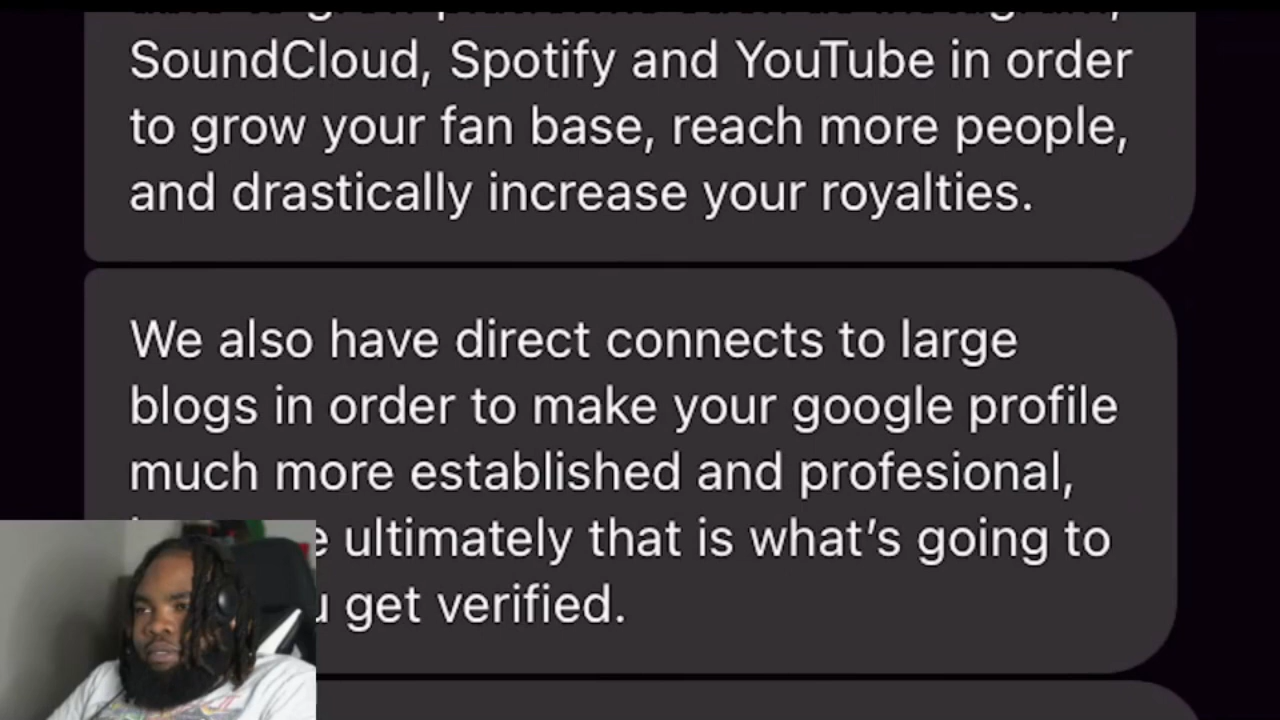 SoundCloud, Spotify and YouTube in order
to grow your fan base, reach more people,
and drastically increase your royalties.
We also have direct connects to large
blogs in order to make your google profile
much more established and profesional,
ultimately that is what's going to
get verified.